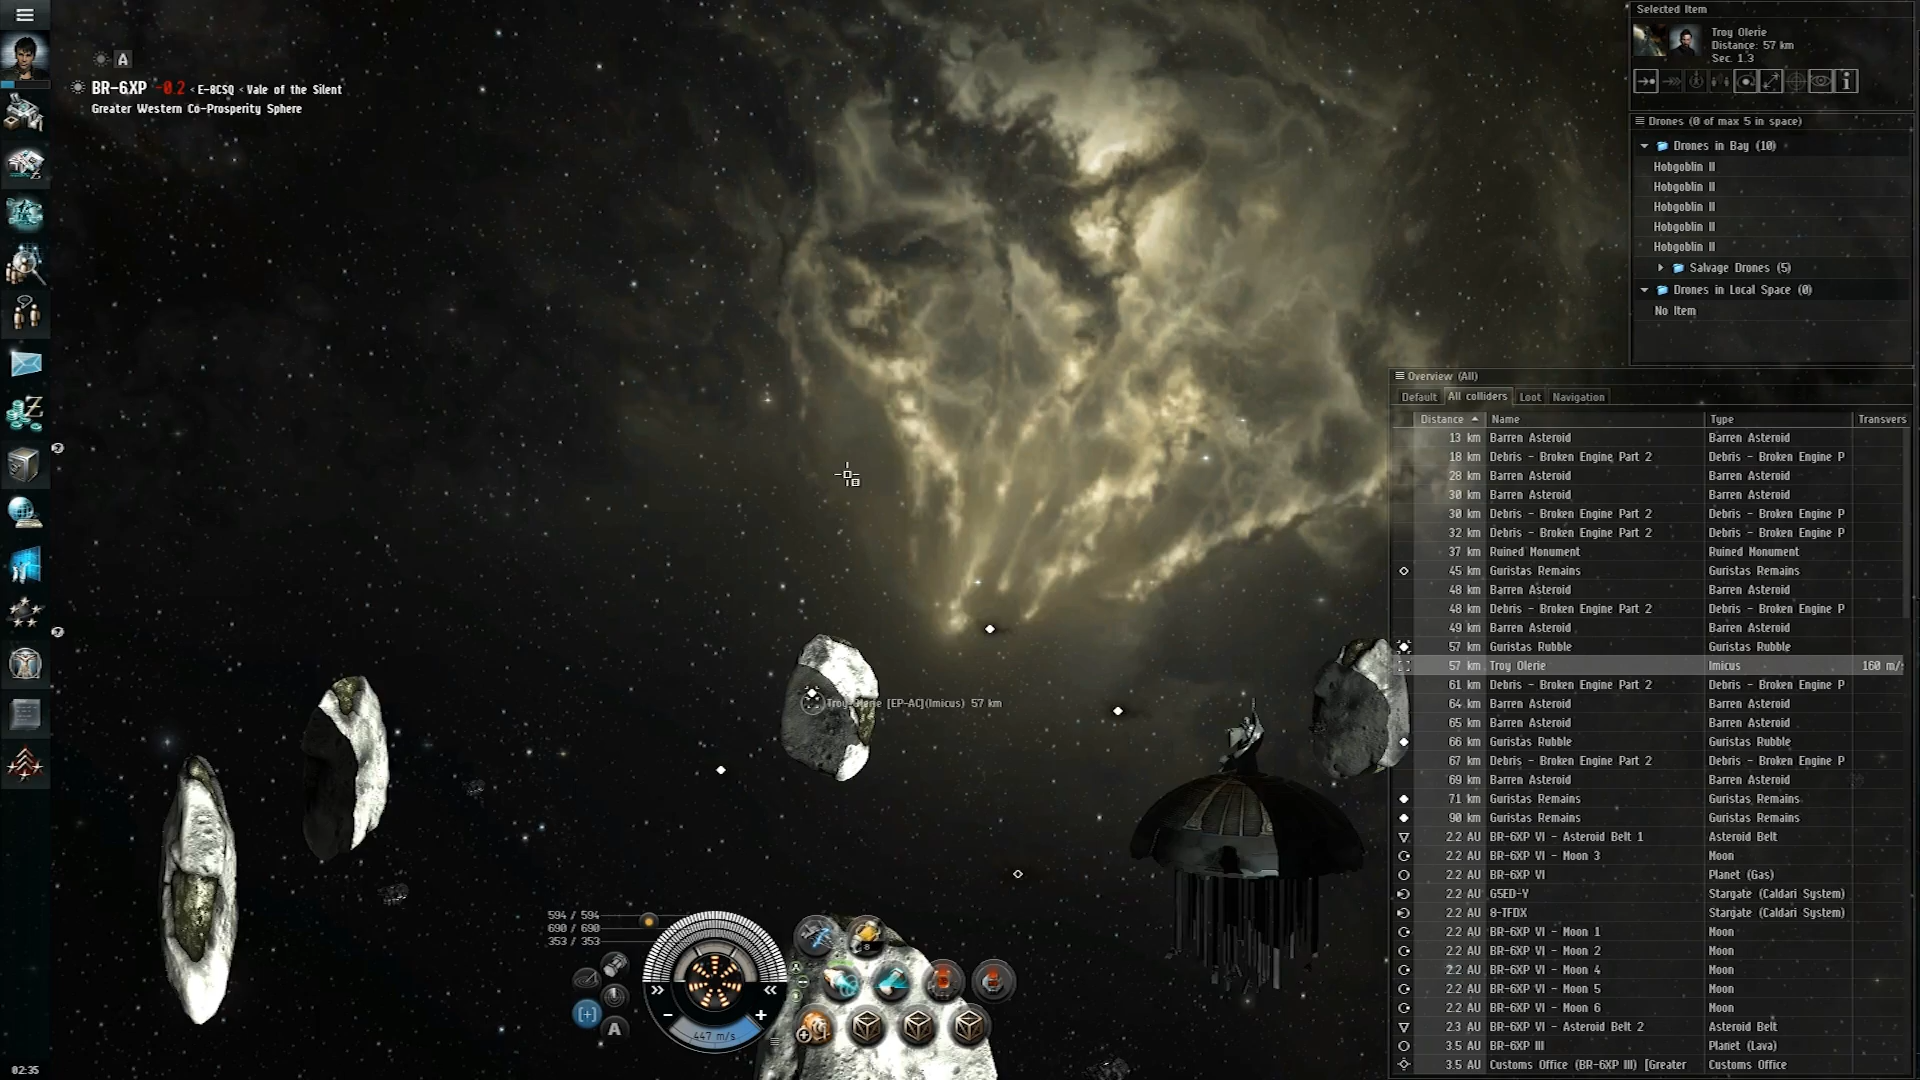 A
BR-6XP -0.2 < E-8CSQ < Vale of the Silent
Greater Western Co-Prosperity Sphere
Selected Item
Troy Olerie
Distance: 57 km
Sec. 1.3
Drones (0 of max 5 in space)
Drones in Bay (10)
Hobgoblin II
Hobgoblin II
Hobgoblin II
Hobgoblin II
Hobgoblin II
Salvage Drones (5)
Drones in Local Space (0)
No Item
Overview (All)
Default All colliders Loot Navigation
Distance Name Type Transvers
13 km Barren Asteroid Barren Asteroid
18 km Debris - Broken Engine Part 2 Debris - Broken Engine P
28 km Barren Asteroid Barren Asteroid
30 km Barren Asteroid Barren Asteroid
30 km Debris - Broken Engine Part 2 Debris - Broken Engine P
32 km Debris - Broken Engine Part 2 Debris - Broken Engine P
37 km Ruined Monument Ruined Monument
45 km Guristas Remains Guristas Remains
48 km Barren Asteroid Barren Asteroid
48 km Debris - Broken Engine Part 2 Debris - Broken Engine P
49 km Barren Asteroid Barren Asteroid
57 km Guristas Rubble Guristas Rubble
57 km Troy Olerie Imicus 160 m/s
61 km Debris - Broken Engine Part 2 Debris - Broken Engine P
64 km Barren Asteroid Barren Asteroid
65 km Barren Asteroid Barren Asteroid
66 km Guristas Rubble Guristas Rubble
67 km Debris - Broken Engine Part 2 Debris - Broken Engine P
69 km Barren Asteroid Barren Asteroid
71 km Guristas Remains Guristas Remains
90 km Guristas Remains Guristas Remains
2.2 AU BR-6XP VI - Asteroid Belt 1 Asteroid Belt
2.2 AU BR-6XP VI - Moon 3 Moon
2.2 AU BR-6XP VI Planet (Gas)
2.2 AU G5ED-Y Stargate (Caldari System)
2.2 AU 8-TFDX Stargate (Caldari System)
2.2 AU BR-6XP VI - Moon 1 Moon
2.2 AU BR-6XP VI - Moon 2 Moon
2.2 AU BR-6XP VI - Moon 4 Moon
2.2 AU BR-6XP VI - Moon 5 Moon
2.2 AU BR-6XP VI - Moon 6 Moon
2.3 AU BR-6XP VI - Asteroid Belt 2 Asteroid Belt
3.5 AU BR-6XP III Planet (Lava)
3.5 AU Customs Office (BR-6XP III) [Greater Customs Office
Troy Olerie [EP-AC](Imicus) 57 km
594 / 594
690 / 690
353 / 353
8
A
447 m/s
02:35